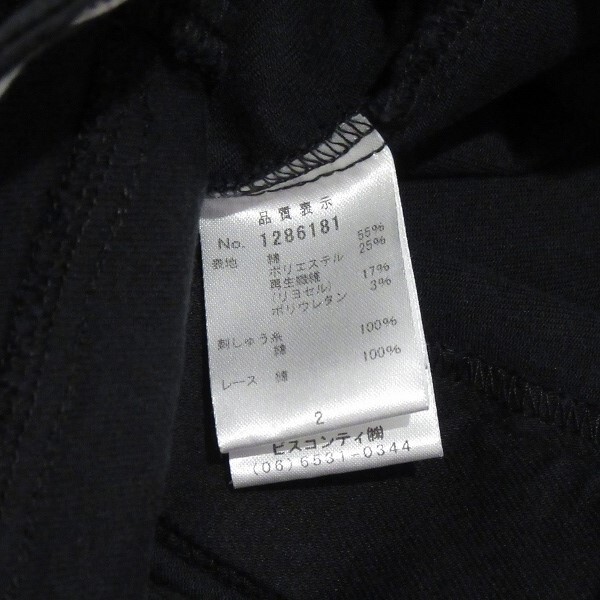 品質表示
No. 1286181
表地 綿 55%
ポリエステル 25%
再生繊維 17%
(リヨセル)
ポリウレタン 3%
刺しゅう糸 100%
綿
レース 綿 100%
2
ビスコンティ㈱
(06)6531-0344